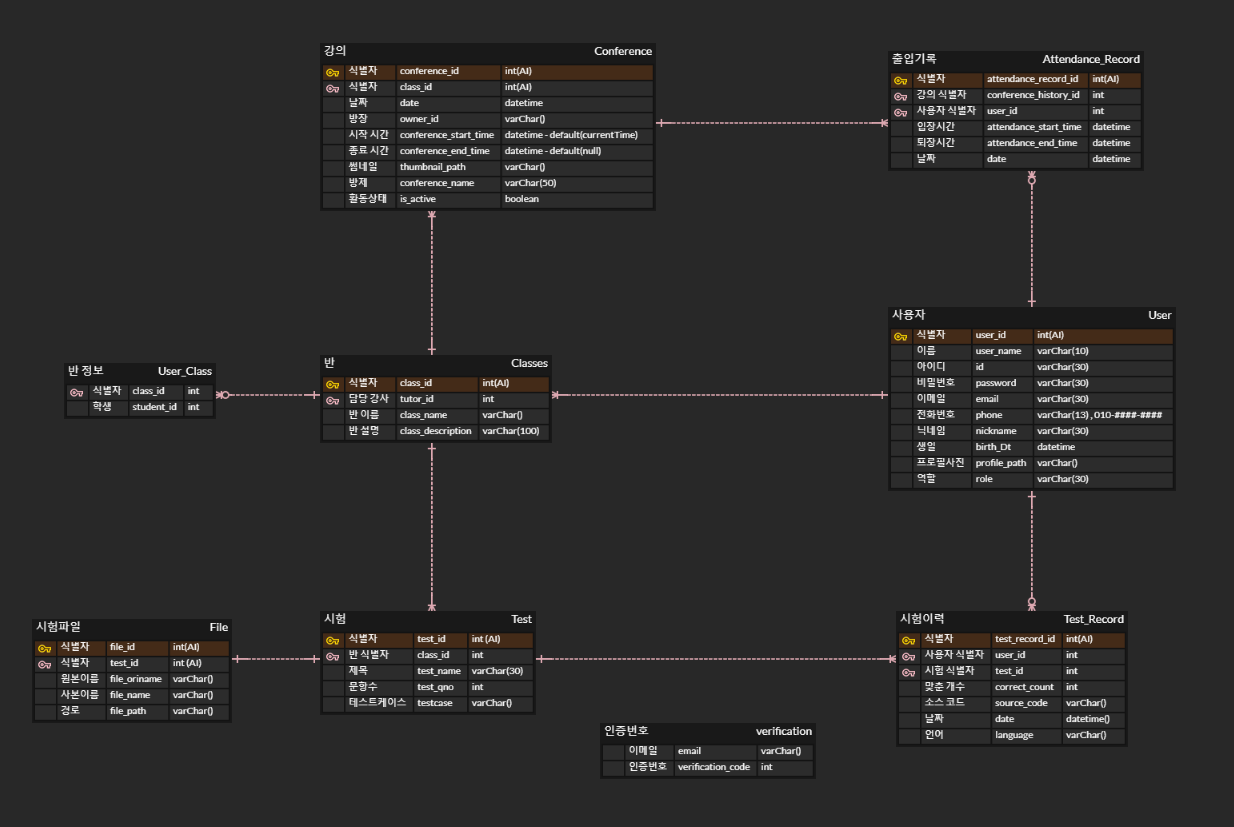 강의 Conference
식별자 conference_id int(AI)
식별자 class_id int(AI)
날짜 date datetime
방장 owner_id varChar()
시작 시간 conference_start_time datetime - default(currentTime)
종료 시간 conference_end_time datetime - default(null)
썸네일 thumbnail_path varChar()
방제 conference_name varChar(50)
활동상태 is_active boolean
출입기록 Attendance_Record
식별자 attendance_record_id int(AI)
강의 식별자 conference_history_id int
사용자 식별자 user_id int
입장시간 attendance_start_time datetime
퇴장시간 attendance_end_time datetime
날짜 date datetime
반 정보 User_Class
식별자 class_id int
학생 student_id int
반 Classes
식별자 class_id int(AI)
담당 강사 tutor_id int
반 이름 class_name varChar()
반 설명 class_description varChar(100)
사용자 User
식별자 user_id int(AI)
이름 user_name varChar(10)
아이디 id varChar(30)
비밀번호 password varChar(30)
이메일 email varChar(30)
전화번호 phone varChar(13) , 010-####-####
닉네임 nickname varChar(30)
생일 birth_Dt datetime
프로필사진 profile_path varChar()
역할 role varChar(30)
시험파일 File
식별자 file_id int(AI)
식별자 test_id int (AI)
원본이름 file_oriname varChar()
사본이름 file_name varChar()
경로 file_path varChar()
시험 Test
식별자 test_id int (AI)
반 식별자 class_id int
제목 test_name varChar(30)
문항수 test_qno int
테스트케이스 testcase varChar()
시험이력 Test_Record
식별자 test_record_id int(AI)
사용자 식별자 user_id int
시험 식별자 test_id int
맞춘 개수 correct_count int
소스 코드 source_code varChar()
날짜 date datetime()
언어 language varChar()
인증번호 verification
이메일 email varChar()
인증번호 verification_code int